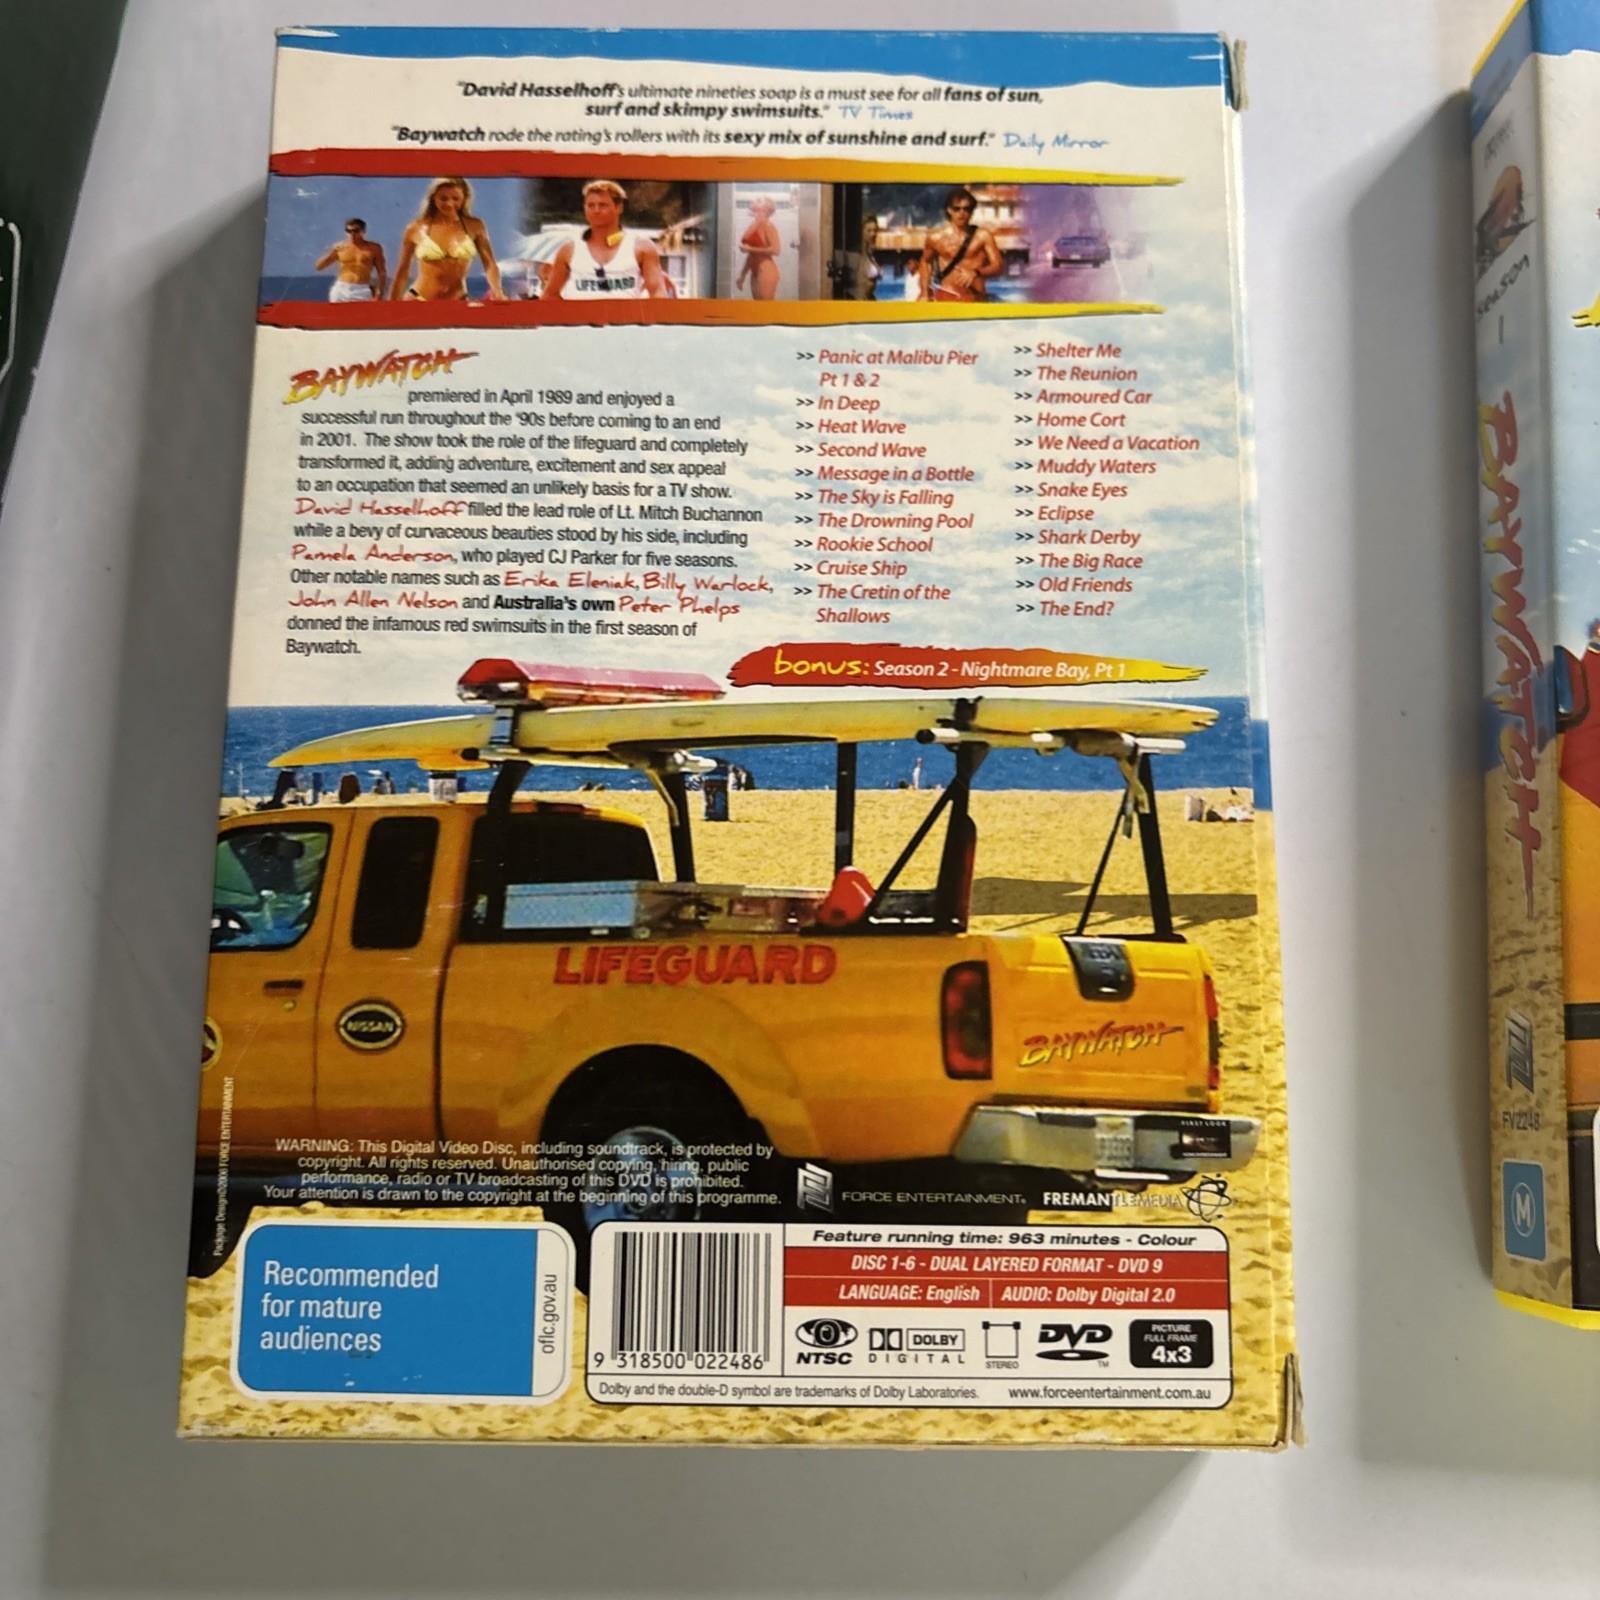 "David Hasselhoff's ultimate nineties soap is a must see for all fans of sun,
surf and skimpy swimsuits." TV Times
"Baywatch rode the rating's rollers with its sexy mix of sunshine and surf." Daily Mirror
LIFEGUARD
BAYWATCH
premiered in April 1989 and enjoyed a
successful run throughout the '90s before coming to an end
in 2001. The show took the role of the lifeguard and completely
transformed it, adding adventure, excitement and sex appeal
to an occupation that seemed an unlikely basis for a TV show.
David Hasselhoff filled the lead role of Lt. Mitch Buchannon
while a bevy of curvaceous beauties stood by his side, including
Pamela Anderson, who played CJ Parker for five seasons.
Other notable names such as Erika Eleniak, Billy Warlock,
John Allen Nelson and Australia's own Peter Phelps
donned the infamous red swimsuits in the first season of
Baywatch.
>> Panic at Malibu Pier
Pt 1 & 2
>> In Deep
>> Heat Wave
>> Second Wave
>> Message in a Bottle
>> The Sky is Falling
>> The Drowning Pool
>> Rookie School
>> Cruise Ship
>> The Cretin of the
Shallows
>> Shelter Me
>> The Reunion
>> Armoured Car
>> Home Cort
>> We Need a Vacation
>> Muddy Waters
>> Snake Eyes
>> Eclipse
>> Shark Derby
>> The Big Race
>> Old Friends
>> The End?
bonus: Season 2 - Nightmare Bay, Pt 1
LIFEGUARD
NISSAN
BAYWATCH
Package Design©2006 FORCE ENTERTAINMENT
WARNING: This Digital Video Disc, including soundtrack, is protected by
copyright. All rights reserved. Unauthorised copying, hiring, public
performance, radio or TV broadcasting of this DVD is prohibited.
Your attention is drawn to the copyright at the beginning of this programme.
FORCE ENTERTAINMENT.
FREMANTLEMEDIA
FIRST LOOK
Recommended
for mature
audiences
oflc.gov.au
9 318500 022486
Feature running time: 963 minutes - Colour
DISC 1-6 - DUAL LAYERED FORMAT - DVD 9
LANGUAGE: English AUDIO: Dolby Digital 2.0
NTSC
DOLBY
DIGITAL
STEREO
DVD
TM
PICTURE
FULL FRAME
4x3
Dolby and the double-D symbol are trademarks of Dolby Laboratories. www.forceentertainment.com.au
season
1
BAYWATCH
FV2248
M